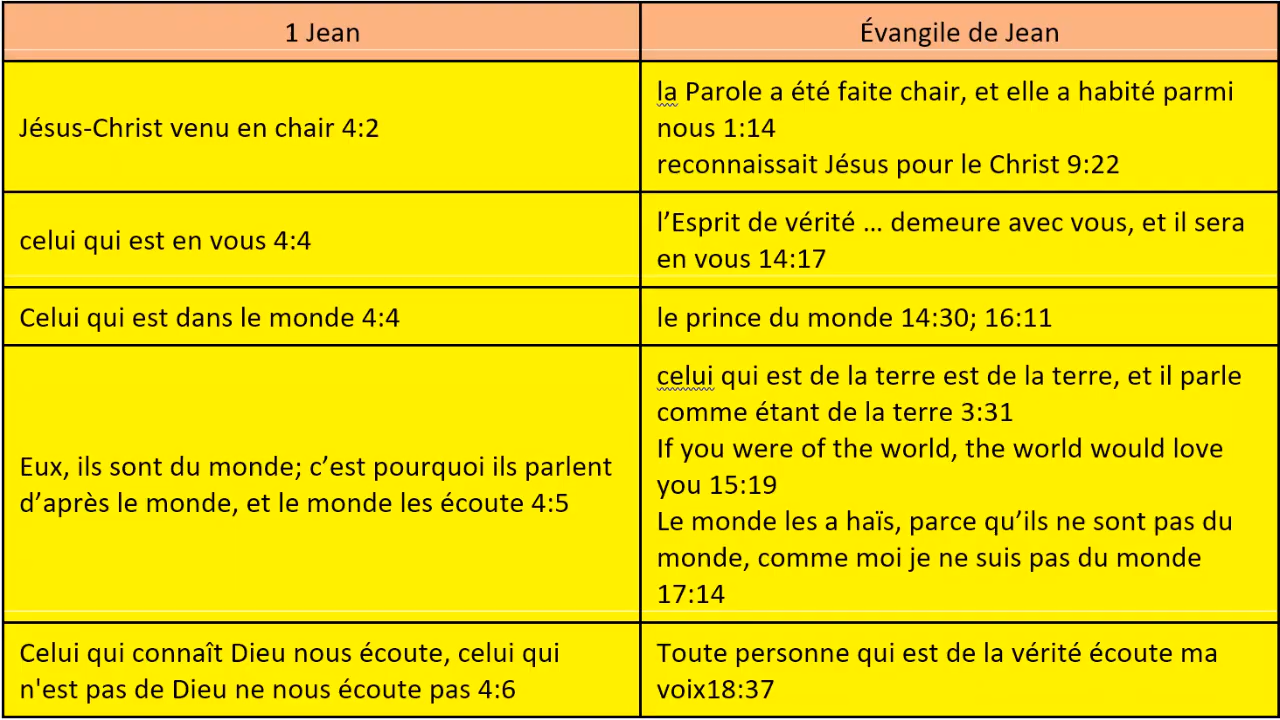 1 Jean
Évangile de Jean
Jésus-Christ venu en chair 4:2
la Parole a été faite chair, et elle a habité parmi
nous 1:14
reconnaissait Jésus pour le Christ 9:22
celui qui est en vous 4:4
l’Esprit de vérité ... demeure avec vous, et il sera
en vous 14:17
Celui qui est dans le monde 4:4
le prince du monde 14:30; 16:11
Eux, ils sont du monde; c’est pourquoi ils parlent
d’après le monde, et le monde les écoute 4:5
celui qui est de la terre est de la terre, et il parle
comme étant de la terre 3:31
If you were of the world, the world would love
you 15:19
Le monde les a haïs, parce qu’ils ne sont pas du
monde, comme moi je ne suis pas du monde
17:14
Celui qui connaît Dieu nous écoute, celui qui
n'est pas de Dieu ne nous écoute pas 4:6
Toute personne qui est de la vérité écoute ma
voix18:37